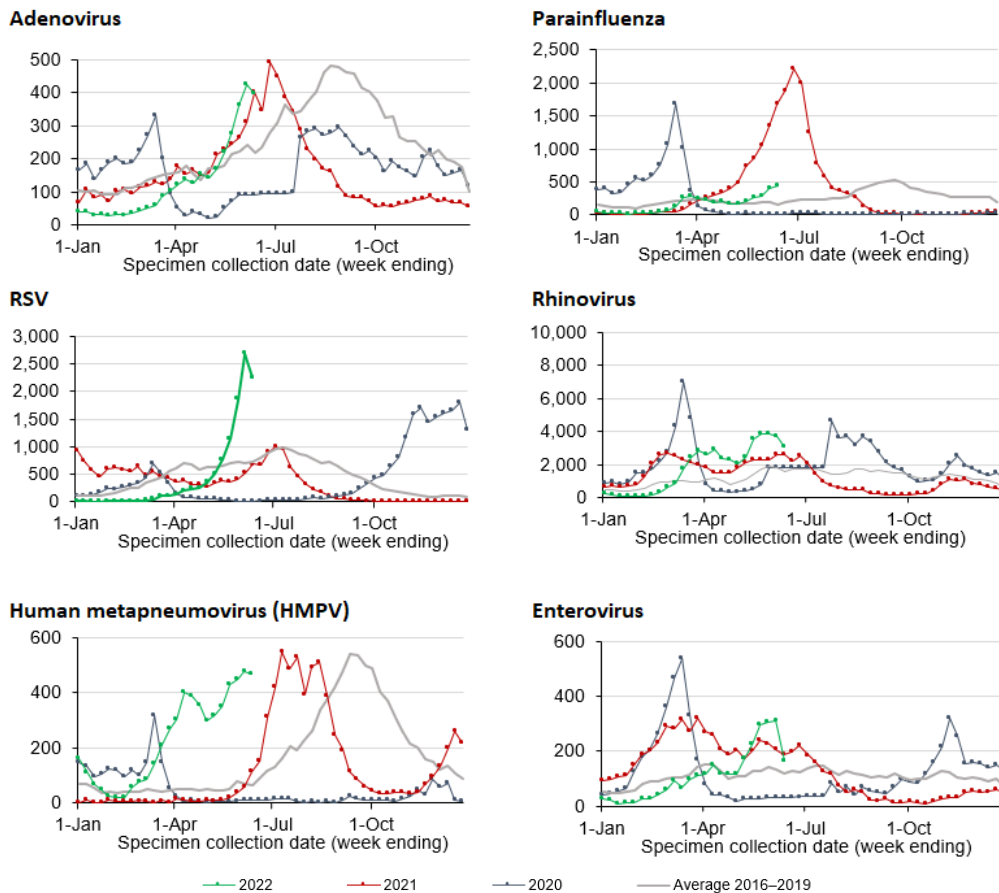 Adenovirus
500
400
300
200
100
0
1-Jan 1-Apr 1-Jul 1-Oct
Specimen collection date (week ending)
Parainfluenza
2,500
2,000
1,500
1,000
500
0
1-Jan 1-Apr 1-Jul 1-Oct
Specimen collection date (week ending)
RSV
3,000
2,500
2,000
1,500
1,000
500
0
1-Jan 1-Apr 1-Jul 1-Oct
Specimen collection date (week ending)
Rhinovirus
10,000
8,000
6,000
4,000
2,000
0
1-Jan 1-Apr 1-Jul 1-Oct
Specimen collection date (week ending)
Human metapneumovirus (HMPV)
600
400
200
0
1-Jan 1-Apr 1-Jul 1-Oct
Specimen collection date (week ending)
Enterovirus
600
400
200
0
1-Jan 1-Apr 1-Jul 1-Oct
Specimen collection date (week ending)
2022 2021 2020 Average 2016–2019